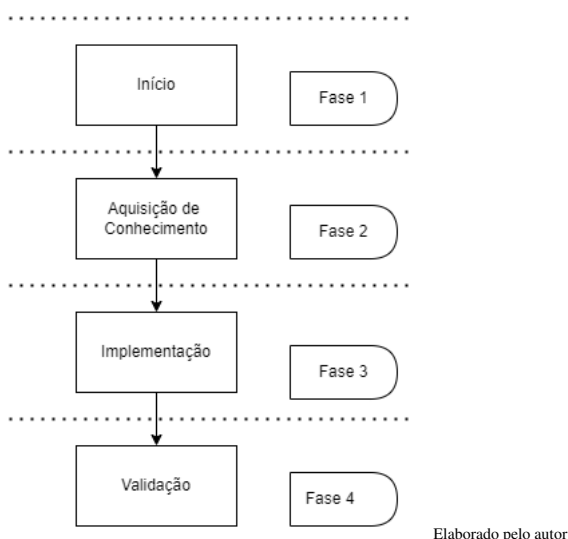 Início
Fase 1
Aquisição de
Conhecimento
Fase 2
Implementação
Fase 3
Validação
Fase 4
Elaborado pelo autor